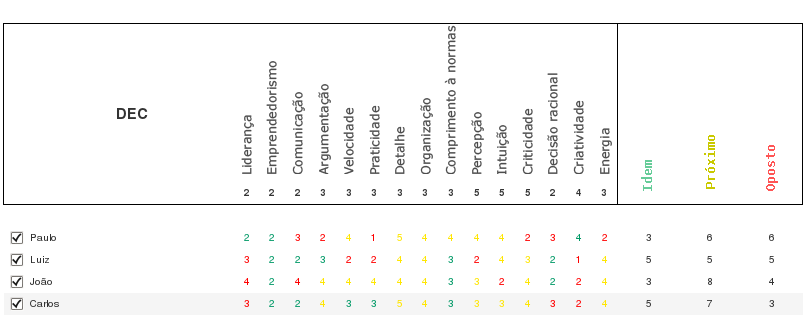 DEC
Liderança
Emprendedorismo
Comunicação
Argumentação
Velocidade
Praticidade
Detalhe
Organização
Comprimento à normas
Percepção
Intuição
Criticidade
Decisão racional
Criatividade
Energia
Idem
Próximo
Oposto
2 2 2 3 3 3 3 3 3 5 5 5 2 4 3
Paulo 2 2 3 2 4 1 5 4 4 4 4 2 3 4 2 3 6 6
Luiz 3 2 2 3 2 2 4 4 3 2 4 3 2 1 4 5 5 5
João 4 2 4 4 4 4 4 4 3 3 2 4 2 2 4 3 8 4
Carlos 3 2 2 4 3 3 5 4 3 3 3 4 3 2 4 5 7 3